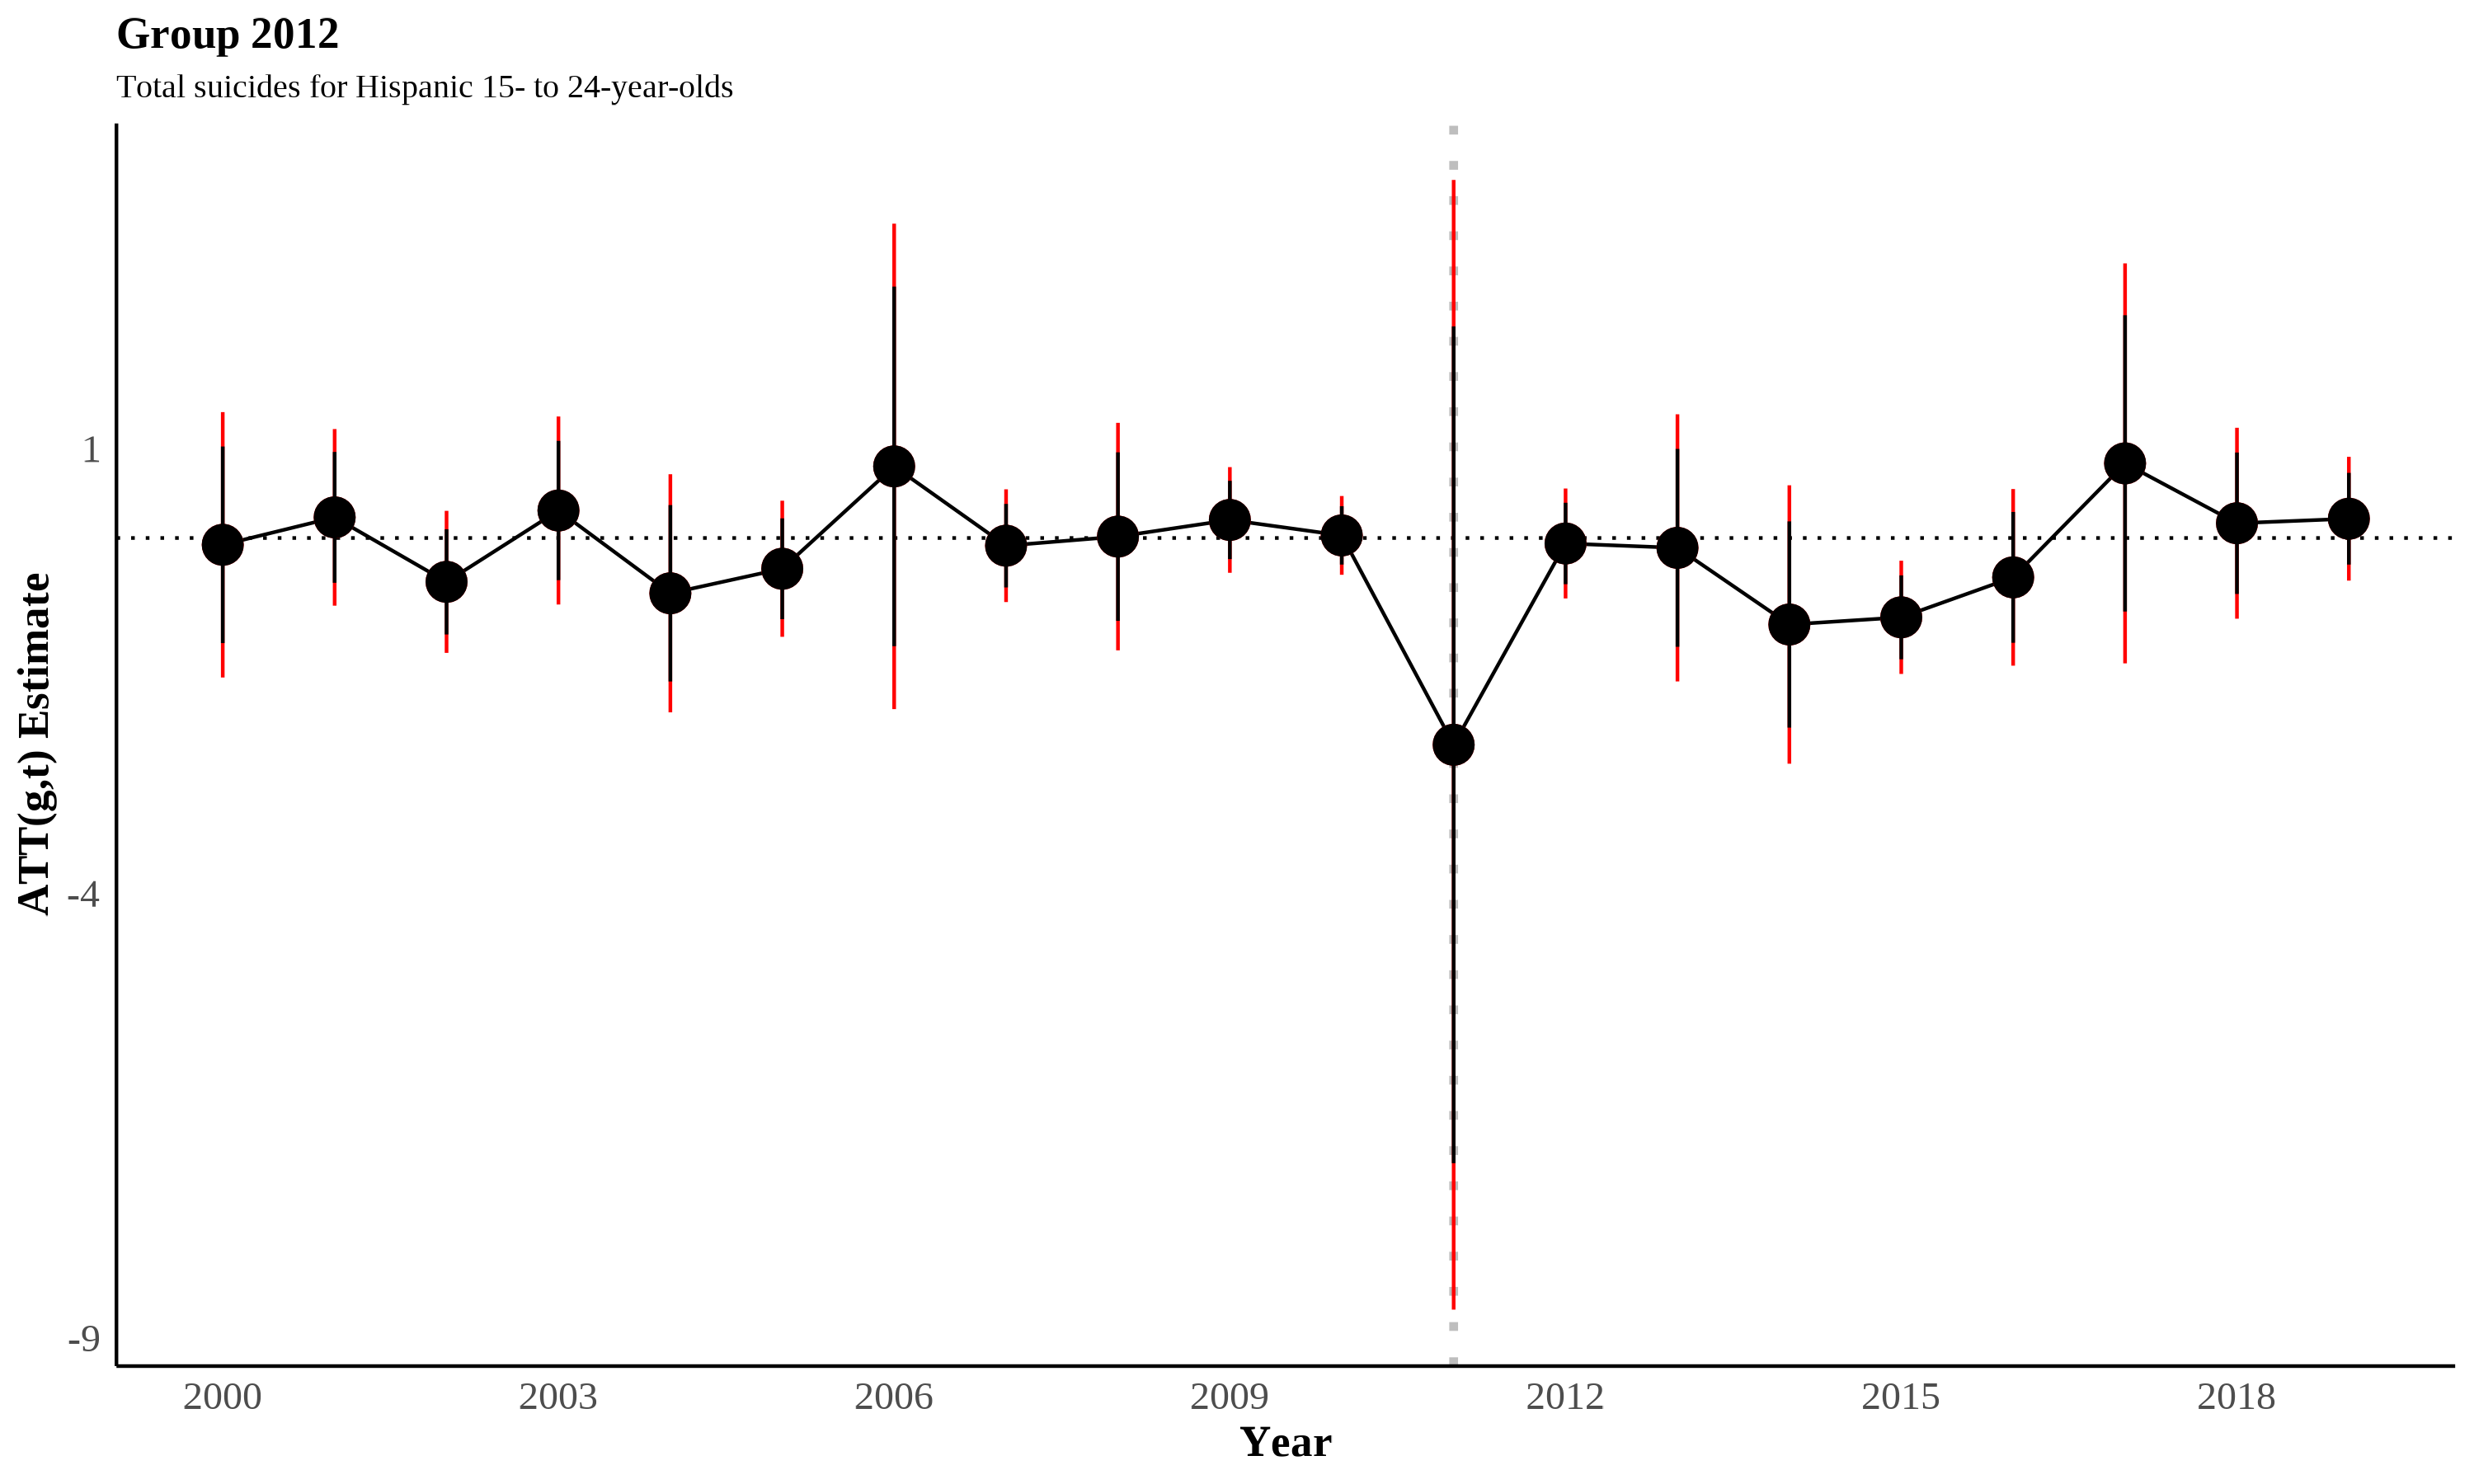 Group 2012
Total suicides for Hispanic 15- to 24-year-olds
ATT(g,t) Estimate
1
-4
-9
2000 2003 2006 2009 2012 2015 2018
Year